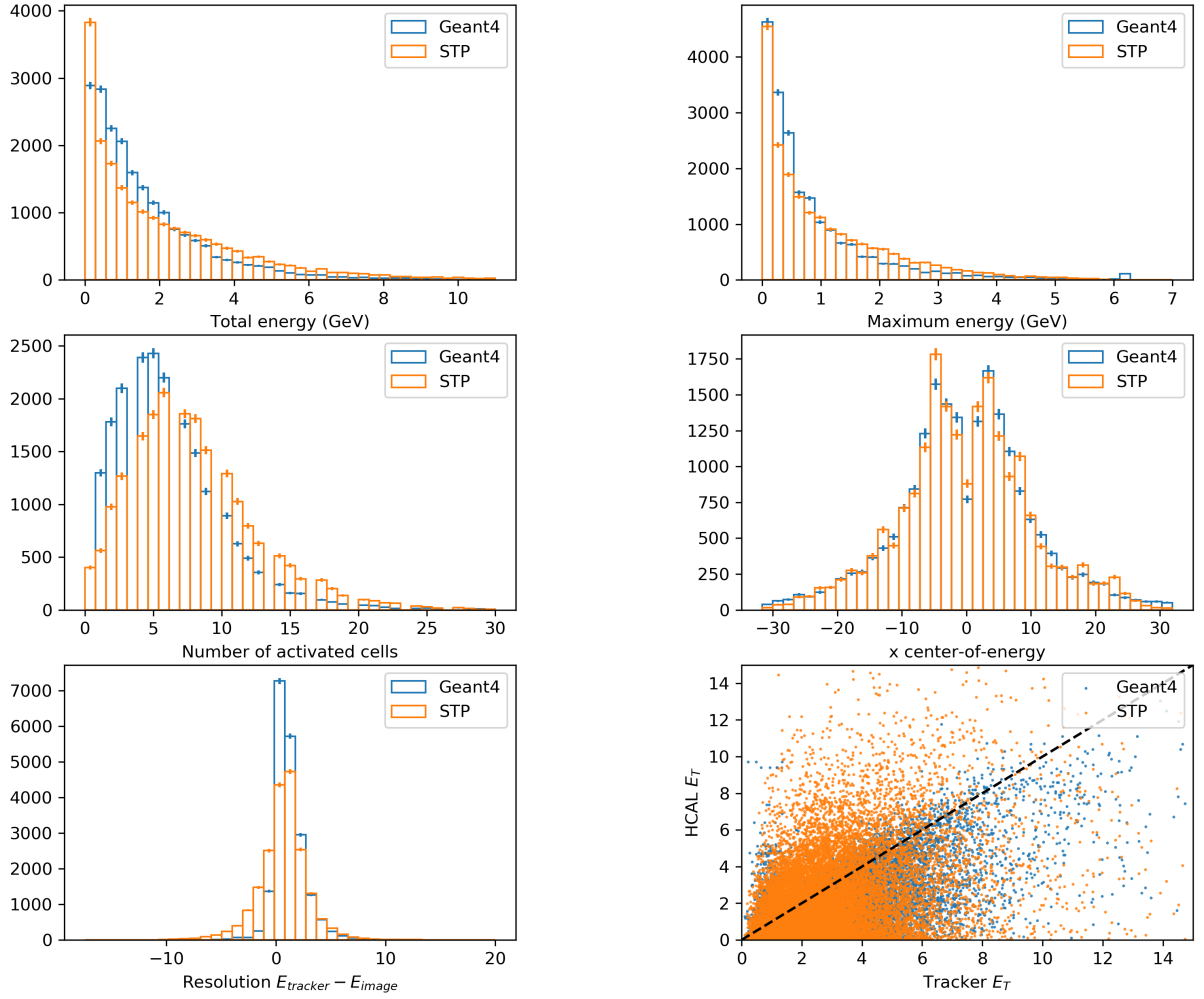 4000
3000
2000
1000
0
0 2 4 6 8 10
Total energy (GeV)
Geant4
STP
4000
3000
2000
1000
0
0 1 2 3 4 5 6 7
Maximum energy (GeV)
Geant4
STP
2500
2000
1500
1000
500
0
0 5 10 15 20 25 30
Number of activated cells
Geant4
STP
1750
1500
1250
1000
750
500
250
0
−30 −20 −10 0 10 20 30
x center-of-energy
Geant4
STP
7000
6000
5000
4000
3000
2000
1000
0
−10 0 10 20
Resolution E_tracker − E_image
Geant4
STP
14
12
10
8
6
4
2
0
HCAL E_T
0 2 4 6 8 10 12 14
Tracker E_T
Geant4
STP